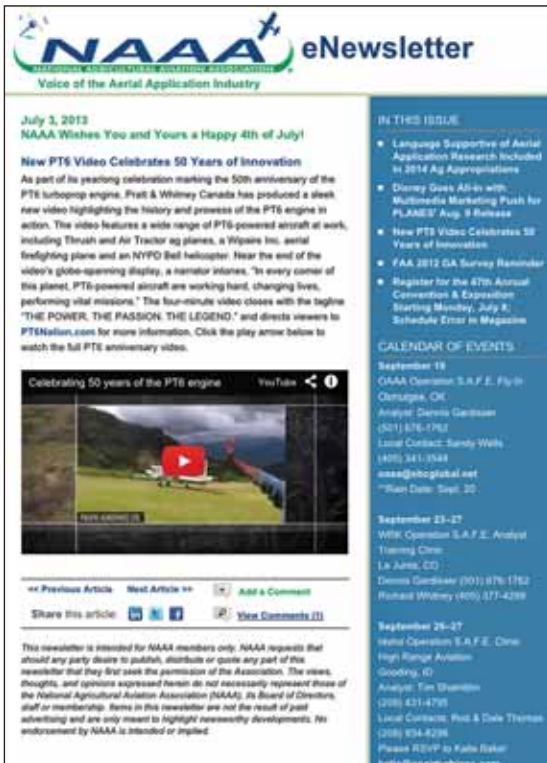 NAAA
NATIONAL AGRICULTURAL AVIATION ASSOCIATION
Voice of the Aerial Application Industry
eNewsletter
July 3, 2013
NAAA Wishes You and Yours a Happy 4th of July!
New PT6 Video Celebrates 50 Years of Innovation
As part of its yearlong celebration marking the 50th anniversary of the
PT6 turboprop engine, Pratt & Whitney Canada has produced a sleek
new video highlighting the history and prowess of the PT6 engine in
action. The video features a wide range of PT6-powered aircraft at work,
including Thrush and Air Tractor ag planes, a Wipaire Inc. aerial
firefighting plane and an NYPD Bell helicopter. Near the end of the
video's globe-spanning display, a narrator intones, "In every corner of
this planet, PT6-powered aircraft are working hard, changing lives,
performing vital missions." The four-minute video closes with the tagline
"THE POWER. THE PASSION. THE LEGEND." and directs viewers to
PT6Nation.com for more information. Click the play arrow below to
watch the full PT6 anniversary video.
Celebrating 50 years of the PT6 engine
YouTube
<< Previous Article Next Article >> Add a Comment
Share this article: View Comments (1)
This newsletter is intended for NAAA members only. NAAA requests that
should any party desire to publish, distribute or quote any part of this
newsletter that they first seek the permission of the Association. The views,
thoughts, and opinions expressed herein do not necessarily represent those of
the National Agricultural Aviation Association (NAAA), its Board of Directors,
staff or membership. Items in this newsletter are not the result of paid
advertising and are only meant to highlight newsworthy developments. No
endorsement by NAAA is intended or implied.
IN THIS ISSUE
Language Supportive of Aerial
Application Research Included
in 2014 Ag Appropriations
Disney Goes All-in with
Multimedia Marketing Push for
PLANES' Aug. 9 Release
New PT6 Video Celebrates 50
Years of Innovation
FAA 2012 GA Survey Reminder
Register for the 47th Annual
Convention & Exposition
Starting Monday, July 8;
Schedule Error in Magazine
CALENDAR OF EVENTS
September 19
OAAA Operation S.A.F.E. Fly-In
Okmulgee, OK
Analyst: Dennis Gardisser
(501) 676-1762
Local Contact: Sandy Wells
(405) 341-3548
**Rain Date: Sept. 20
September 23-27
WRK Operation S.A.F.E. Analyst
Training Clinic
La Junta, CO
Dennis Gardisser (501) 676-1762
Richard Whitney (405) 377-4299
September 26-27
Idaho Operation S.A.F.E. Clinic
High Range Aviation
Gooding, ID
Analyst: Tim
Local Contacts: Rod & Dale Thomas
Please RSVP to Katie Baker